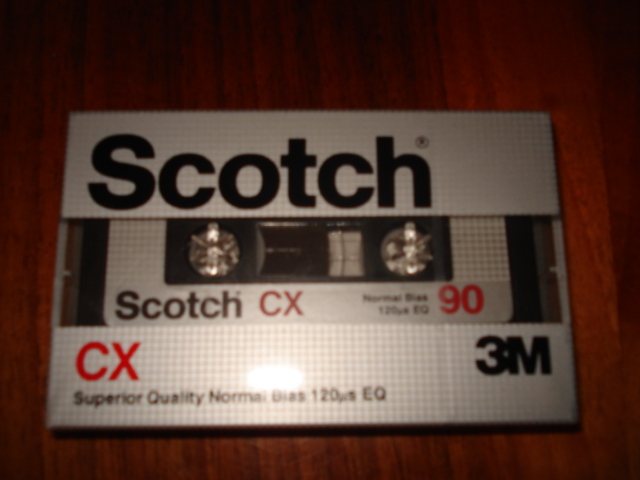 Scotch®
Scotch CX Normal Bias 120µs EQ 90
CX 3M
Superior Quality Normal Bias 120µs EQ